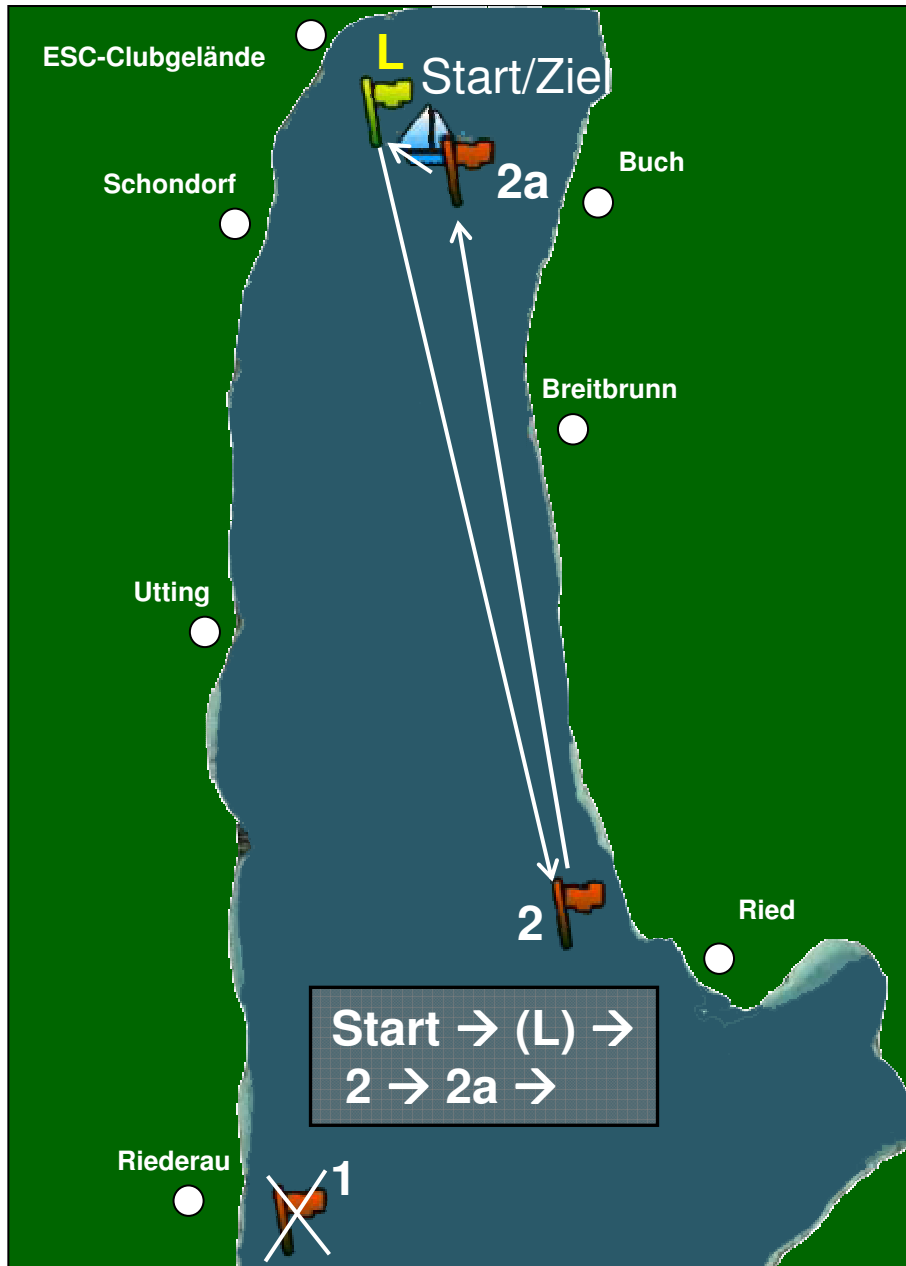 ESC-Clubgelände
L
Start/Ziel
Schondorf
2a
Buch
Breitbrunn
Utting
2
Ried
Start → (L) →
2 → 2a →
Riederau
1